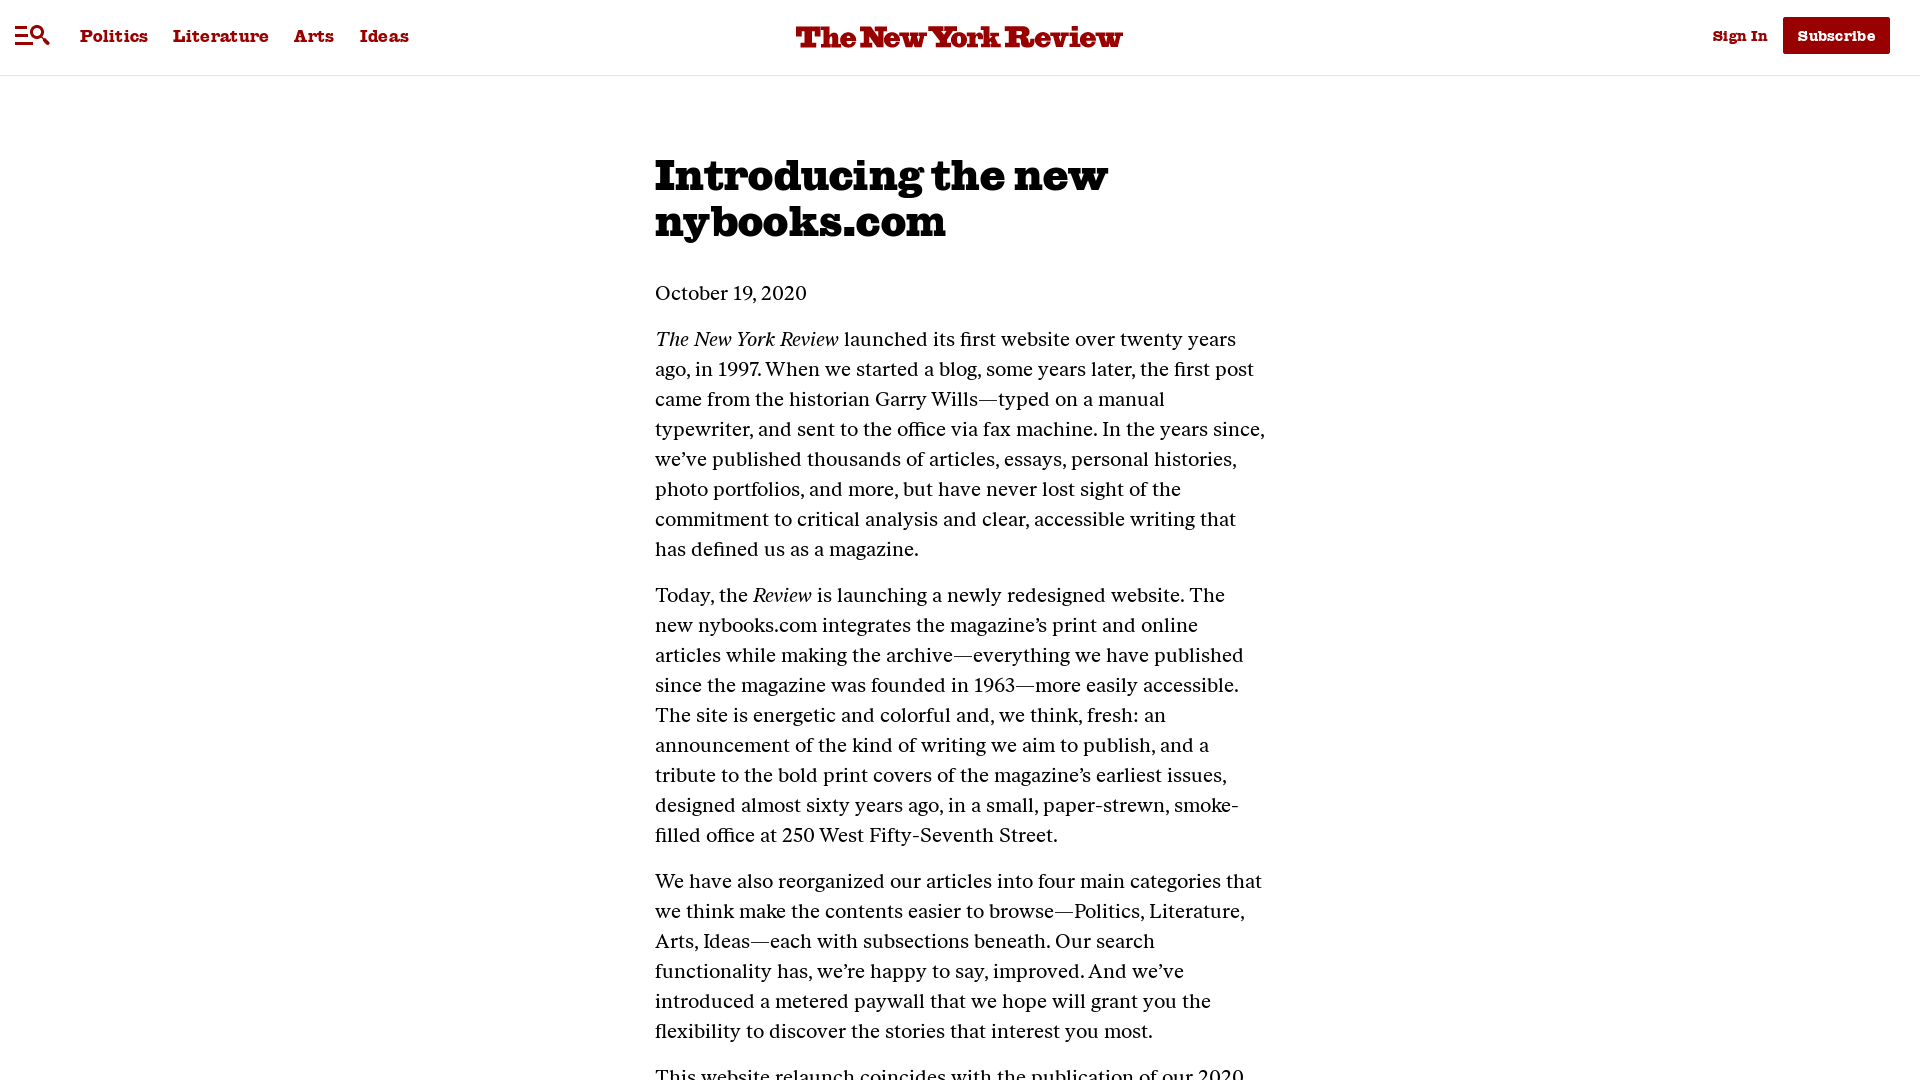 Politics Literature Arts Ideas
The New York Review
Sign In Subscribe
Introducing the new
nybooks.com
October 19, 2020
The New York Review launched its first website over twenty years
ago, in 1997. When we started a blog, some years later, the first post
came from the historian Garry Wills—typed on a manual
typewriter, and sent to the office via fax machine. In the years since,
we’ve published thousands of articles, essays, personal histories,
photo portfolios, and more, but have never lost sight of the
commitment to critical analysis and clear, accessible writing that
has defined us as a magazine.
Today, the Review is launching a newly redesigned website. The
new nybooks.com integrates the magazine’s print and online
articles while making the archive—everything we have published
since the magazine was founded in 1963—more easily accessible.
The site is energetic and colorful and, we think, fresh: an
announcement of the kind of writing we aim to publish, and a
tribute to the bold print covers of the magazine’s earliest issues,
designed almost sixty years ago, in a small, paper-strewn, smoke-
filled office at 250 West Fifty-Seventh Street.
We have also reorganized our articles into four main categories that
we think make the contents easier to browse—Politics, Literature,
Arts, Ideas—each with subsections beneath. Our search
functionality has, we’re happy to say, improved. And we’ve
introduced a metered paywall that we hope will grant you the
flexibility to discover the stories that interest you most.
This website relaunch coincides with the publication of our 2020